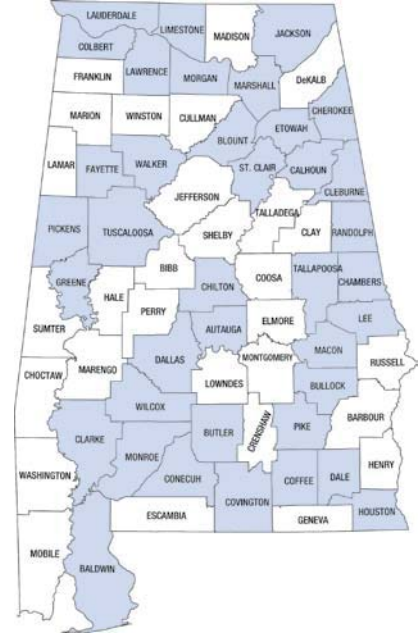 LAUDERDALE
LIMESTONE
MADISON
JACKSON
COLBERT
FRANKLIN
LAWRENCE
MORGAN
MARSHALL
DeKALB
MARION
WINSTON
CULLMAN
CHEROKEE
ETOWAH
BLOUNT
LAMAR
FAYETTE
WALKER
ST. CLAIR
CALHOUN
CLEBURNE
JEFFERSON
TALLADEGA
PICKENS
TUSCALOOSA
SHELBY
CLAY
RANDOLPH
BIBB
GREENE
HALE
CHILTON
COOSA
TALLAPOOSA
CHAMBERS
SUMTER
PERRY
AUTAUGA
ELMORE
LEE
CHOCTAW
MARENGO
DALLAS
LOWNDES
MONTGOMERY
MACON
RUSSELL
BULLOCK
WILCOX
BARBOUR
CLARKE
BUTLER
CRENSHAW
PIKE
MONROE
WASHINGTON
CONECUH
COFFEE
DALE
HENRY
COVINGTON
ESCAMBIA
GENEVA
HOUSTON
MOBILE
BALDWIN